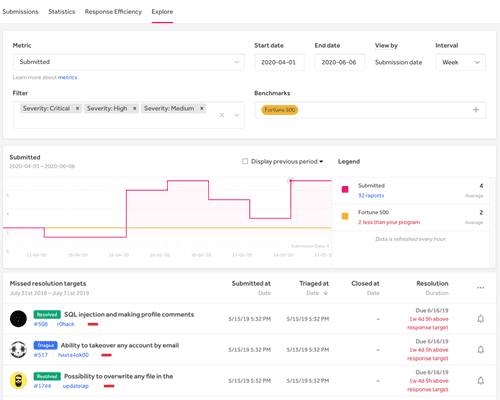 Submissions Statistics Response Efficiency Explore
Metric Start date End date View by Interval
Submitted 2020-04-01 2020-06-06 Submission date Week
Learn more about metrics
Filter Benchmarks
Severity: Critical × Severity: High × Severity: Medium × Fortune 500
Submitted Display previous period Legend
2020-04-01 – 2020-06-06
Submitted 4
32 reports Average
Fortune 500 2
2 less than your program Average
Data is refreshed every hour.
Submission Date
Missed resolution targets Submitted at Triaged at Closed at Resolution
July 31st 2018 – July 31st 2019 Date Date Date Duration
Resolved SQL injection and making profile comments 5/15/19 5:32 PM 5/15/19 5:32 PM – Due 6/16/19
#508 r0hack 1w 4d 5h above
response target
Triaged Ability to takeover any account by email 5/15/19 5:32 PM 5/15/19 5:32 PM – Due 6/16/19
#517 haxta4ok00 1w 4d 5h above
response target
Resolved Possibility to overwrite any file in the 5/15/19 5:32 PM 5/15/19 5:32 PM – Due 6/16/19
#1744 updatelap 1w 4d 5h above
response target